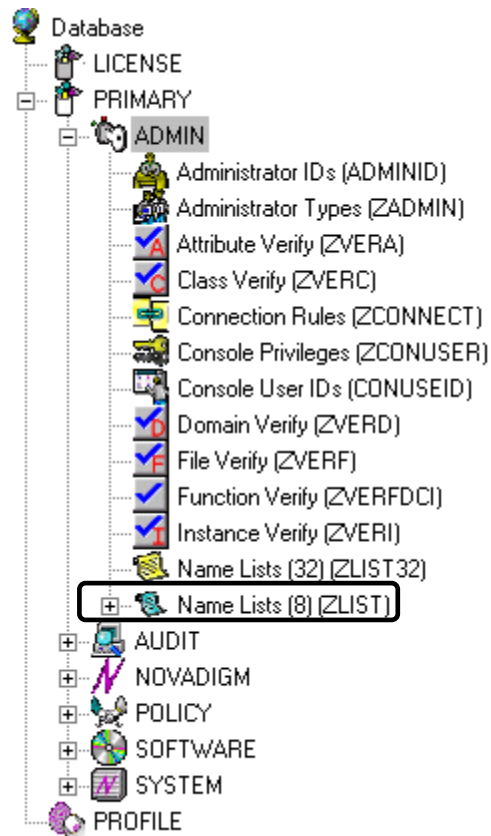 Database
LICENSE
PRIMARY
ADMIN
Administrator IDs (ADMINID)
Administrator Types (ZADMIN)
Attribute Verify (ZVERA)
Class Verify (ZVERC)
Connection Rules (ZCONNECT)
Console Privileges (ZCONUSER)
Console User IDs (CONUSEID)
Domain Verify (ZVERD)
File Verify (ZVERF)
Function Verify (ZVERFDCI)
Instance Verify (ZVERI)
Name Lists (32) (ZLIST32)
Name Lists (8) (ZLIST)
AUDIT
NOVADIGM
POLICY
SOFTWARE
SYSTEM
PROFILE